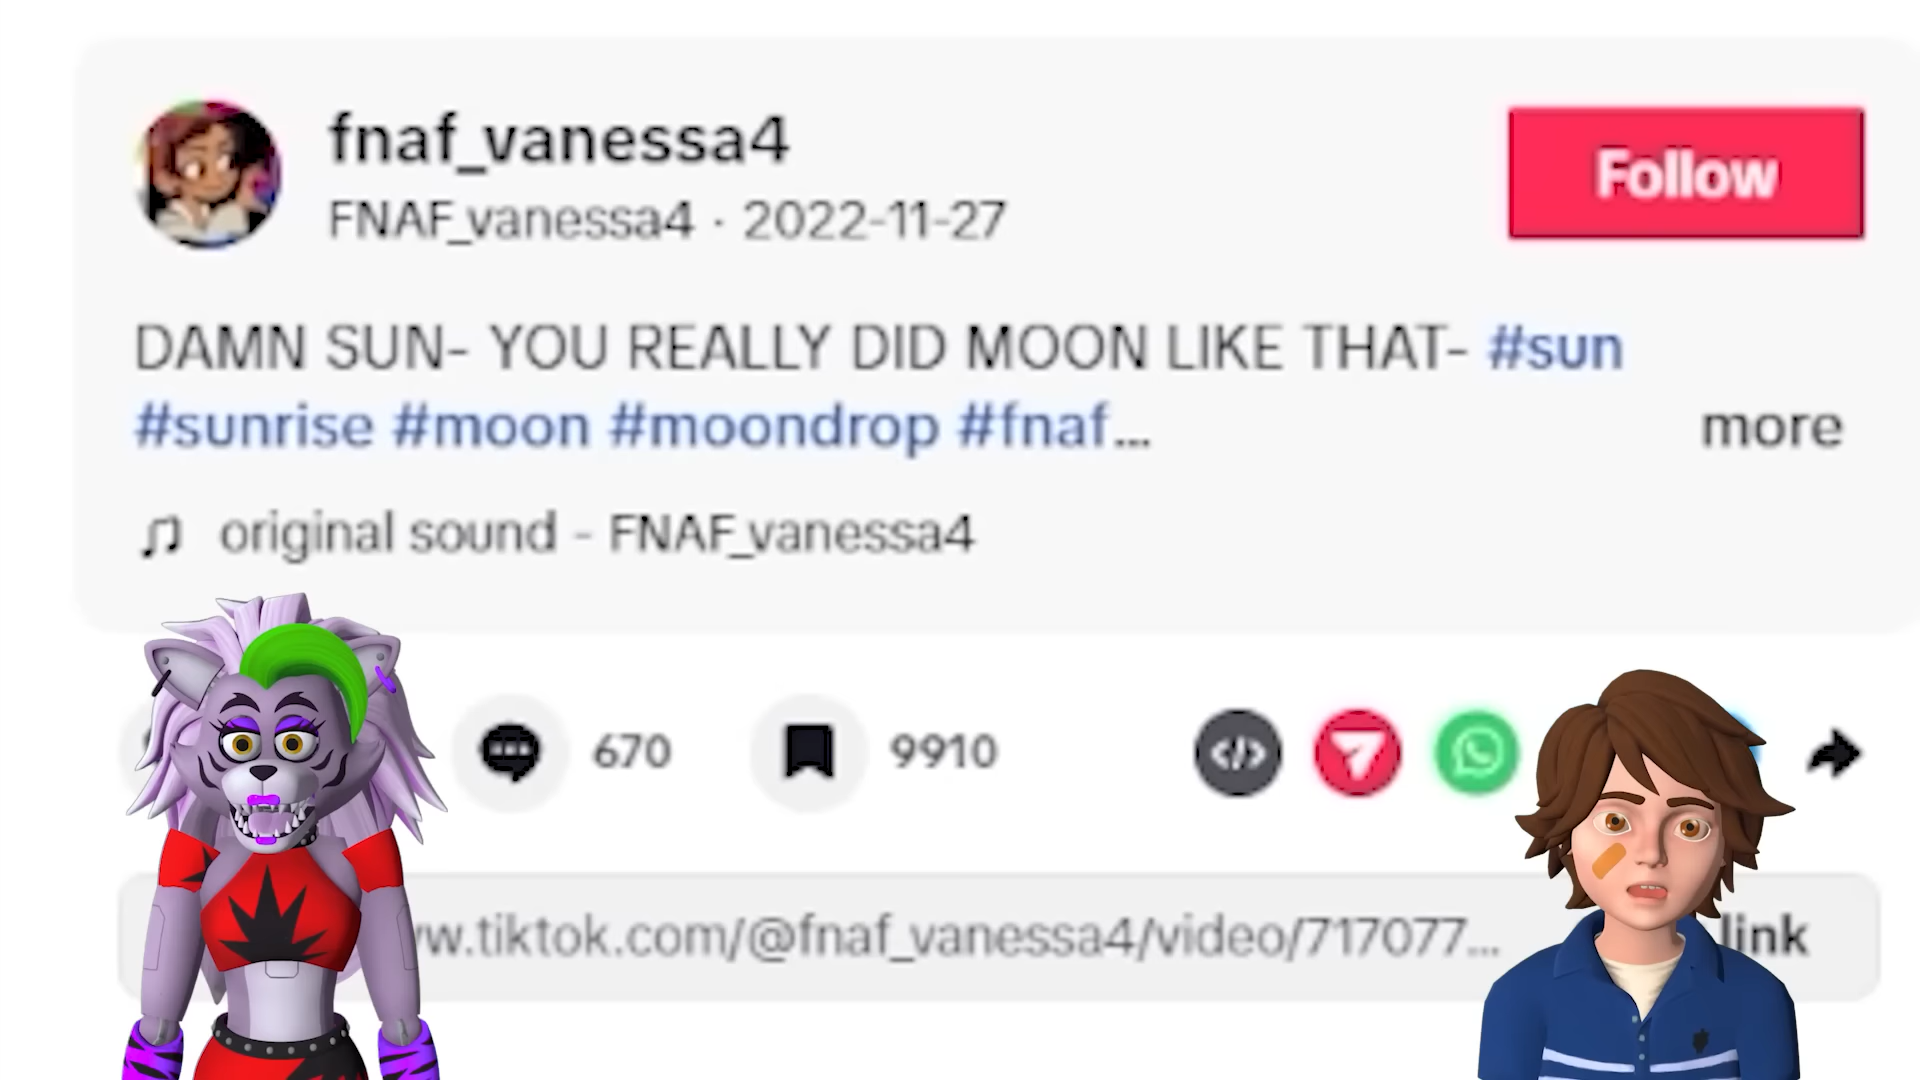 fnaf_vanessa4
FNAF_vanessa4 · 2022-11-27
Follow
DAMN SUN- YOU REALLY DID MOON LIKE THAT- #sun
#sunrise #moon #moondrop #fnaf...
more
original sound - FNAF_vanessa4
670
9910
w.tiktok.com/@fnaf_vanessa4/video/717077...
link